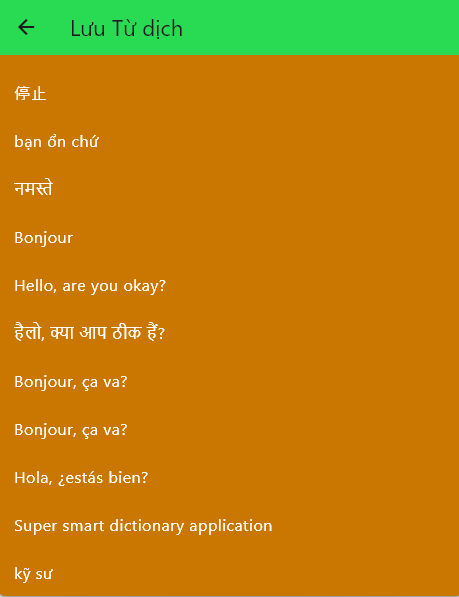 Lưu Từ dịch
停止
bạn ổn chứ
नमस्ते
Bonjour
Hello, are you okay?
हैलो, क्या आप ठीक हैं?
Bonjour, ça va?
Bonjour, ça va?
Hola, ¿estás bien?
Super smart dictionary application
kỹ sư